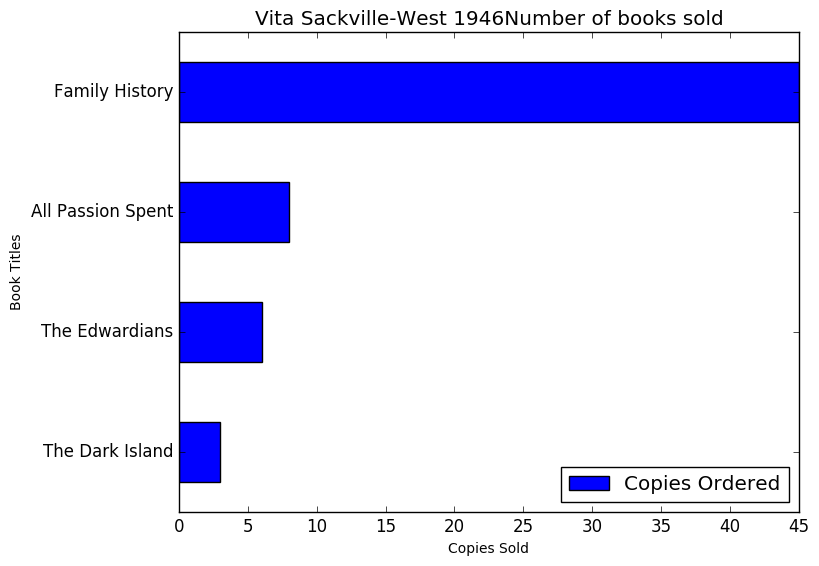 Vita Sackville-West 1946Number of books sold
Family History
All Passion Spent
The Edwardians
The Dark Island
Book Titles
Copies Ordered
0 5 10 15 20 25 30 35 40 45
Copies Sold